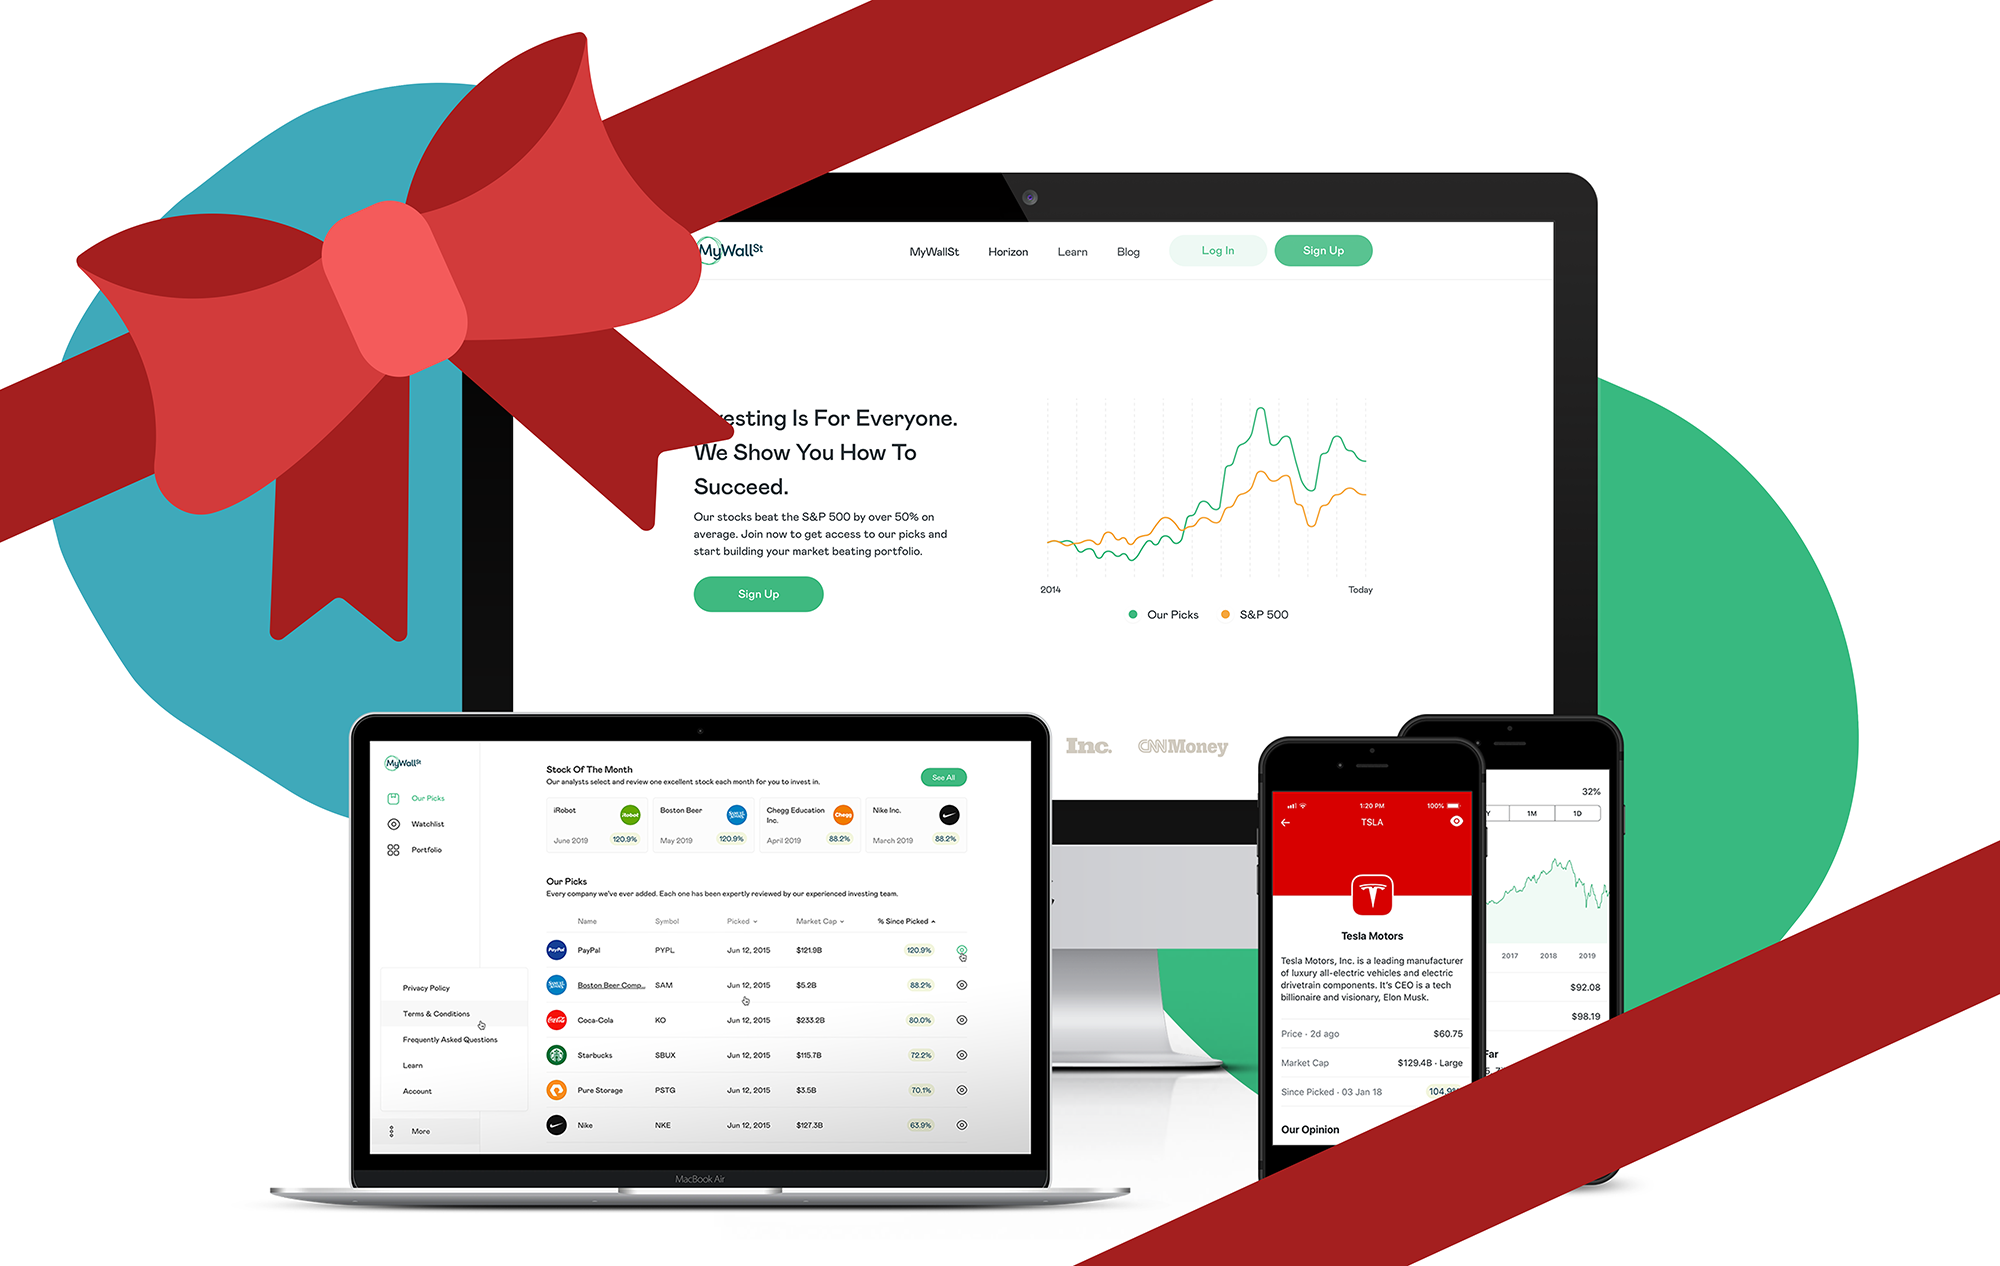 MyWallSt
MyWallSt Horizon Learn Blog Log In Sign Up
esting Is For Everyone.
We Show You How To
Succeed.
Our stocks beat the S&P 500 by over 50% on
average. Join now to get access to our picks and
start building your market beating portfolio.
Sign Up
2014 Today
Our Picks S&P 500
Inc. CNNMoney
MyWallSt
Our Picks
Watchlist
Portfolio
Privacy Policy
Terms & Conditions
Frequently Asked Questions
Learn
Account
More
Stock Of The Month
Our analysts select and review one excellent stock each month for you to invest in.
See All
iRobot iRobot
June 2019 120.9%
Boston Beer SAMUEL ADAMS
May 2019 120.9%
Chegg Education
Inc. Chegg
April 2019 88.2%
Nike Inc.
March 2019 88.2%
Our Picks
Every company we've ever added. Each one has been expertly reviewed by our experienced investing team.
Name Symbol Picked Market Cap % Since Picked
PayPal PayPal PYPL Jun 12, 2015 $121.9B 120.9%
SAMUEL ADAMS Boston Beer Comp... SAM Jun 12, 2015 $5.2B 88.2%
Coca-Cola Coca-Cola KO Jun 12, 2015 $233.2B 80.0%
Starbucks SBUX Jun 12, 2015 $115.7B 72.2%
Pure Storage PSTG Jun 12, 2015 $3.5B 70.1%
Nike NKE Jun 12, 2015 $127.3B 63.9%
MacBook Air
1:20 PM 100%
TSLA
Tesla Motors
Tesla Motors, Inc. is a leading manufacturer
of luxury all-electric vehicles and electric
drivetrain components. It's CEO is a tech
billionaire and visionary, Elon Musk.
Price - 2d ago $60.75
Market Cap $129.4B · Large
Since Picked - 03 Jan 18 104.9%
Our Opinion
32%
Y 1M 1D
2017 2018 2019
$92.08
$98.19
Far